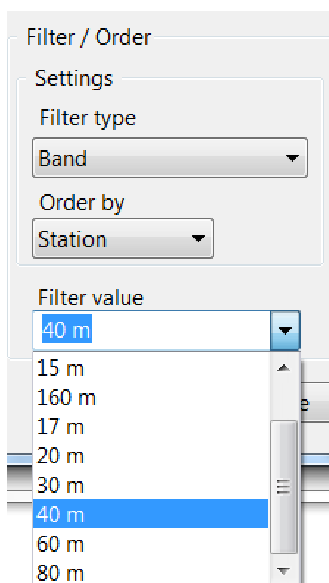 Filter / Order
Settings
Filter type
Band
Order by
Station
Filter value
40 m
15 m
160 m
17 m
20 m
30 m
40 m
60 m
80 m